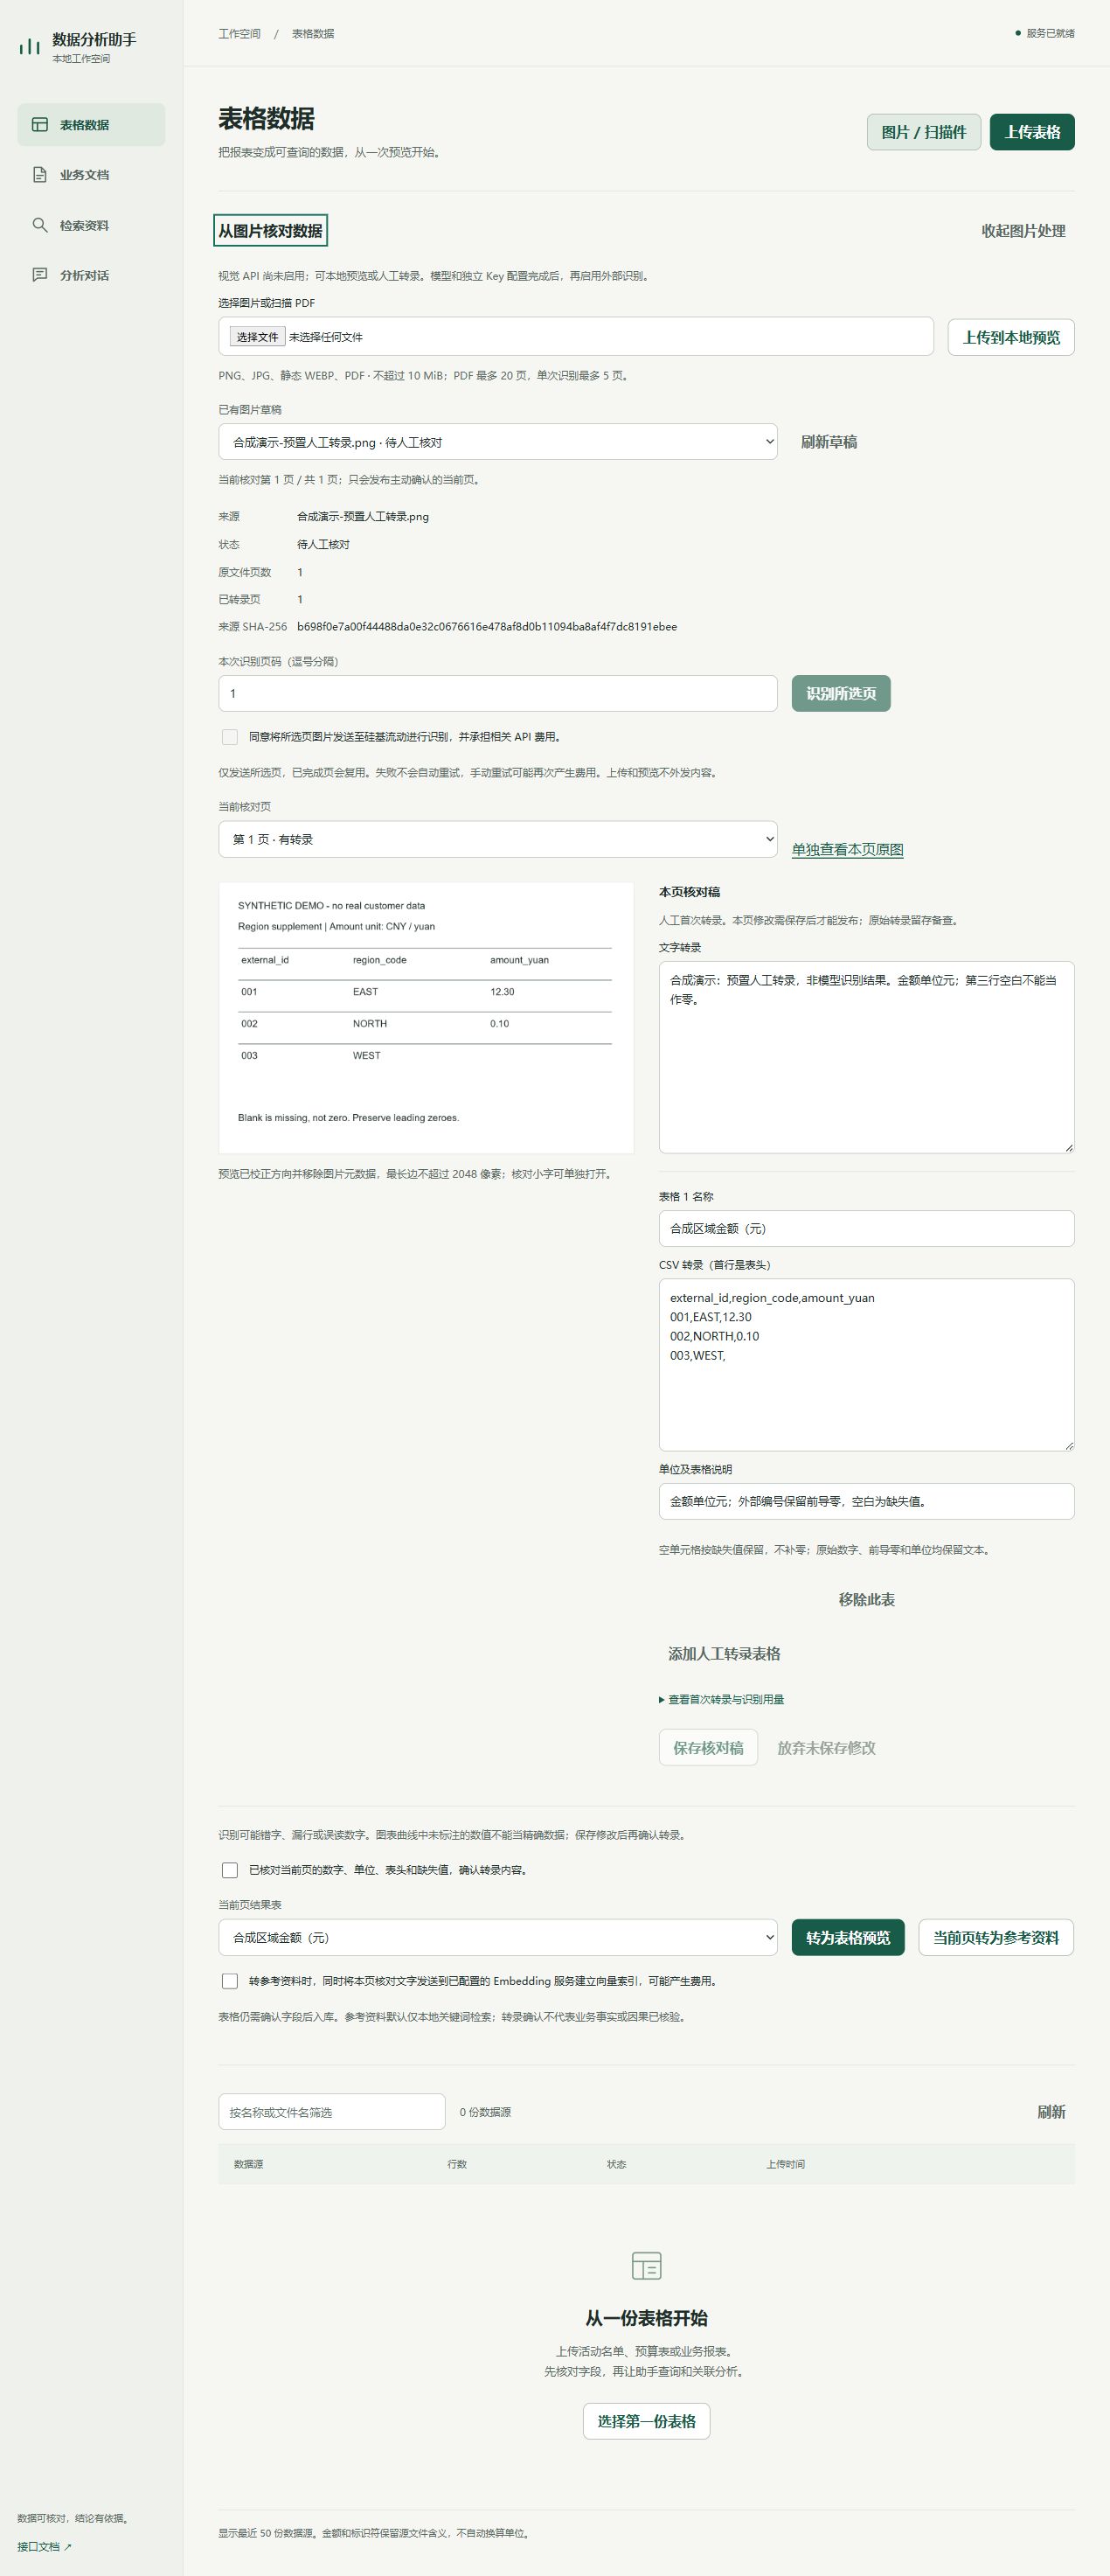 数据分析助手
本地工作空间
表格数据
业务文档
检索资料
分析对话
数据可核对，结论有依据。
接口文档 ↗
工作空间 / 表格数据
服务已就绪
表格数据
把报表变成可查询的数据，从一次预览开始。
图片 / 扫描件
上传表格
从图片核对数据
收起图片处理
视觉 API 尚未启用；可本地预览或人工转录。模型和独立 Key 配置完成后，再启用外部识别。
选择图片或扫描 PDF
选择文件 未选择任何文件
上传到本地预览
PNG、JPG、静态 WEBP、PDF · 不超过 10 MiB；PDF 最多 20 页，单次识别最多 5 页。
已有图片草稿
合成演示-预置人工转录.png · 待人工核对
刷新草稿
当前核对第 1 页 / 共 1 页；只会发布主动确认的当前页。
来源 合成演示-预置人工转录.png
状态 待人工核对
原文件页数 1
已转录页 1
来源 SHA-256 b698f0e7a00f44488da0e32c0676616e478af8d0b11094ba8af4f7dc8191ebee
本次识别页码（逗号分隔）
1
识别所选页
同意将所选页图片发送至硅基流动进行识别，并承担相关 API 费用。
仅发送所选页，已完成页会复用。失败不会自动重试，手动重试可能再次产生费用。上传和预览不外发内容。
当前核对页
第 1 页 · 有转录
单独查看本页原图
SYNTHETIC DEMO - no real customer data
Region supplement | Amount unit: CNY / yuan
external_id region_code amount_yuan
001 EAST 12.30
002 NORTH 0.10
003 WEST
Blank is missing, not zero. Preserve leading zeroes.
预览已校正方向并移除图片元数据，最长边不超过 2048 像素；核对小字可单独打开。
本页核对稿
人工首次转录。本页修改需保存后才能发布；原始转录留存备查。
文字转录
合成演示：预置人工转录，非模型识别结果。金额单位元；第三行空白不能当
作零。
表格 1 名称
合成区域金额（元）
CSV 转录（首行是表头）
external_id,region_code,amount_yuan
001,EAST,12.30
002,NORTH,0.10
003,WEST,
单位及表格说明
金额单位元；外部编号保留前导零，空白为缺失值。
空单元格按缺失值保留，不补零；原始数字、前导零和单位均保留文本。
移除此表
添加人工转录表格
查看首次转录与识别用量
保存核对稿
放弃未保存修改
识别可能错字、漏行或误读数字。图表曲线中未标注的数值不能当精确数据；保存修改后再确认转录。
已核对当前页的数字、单位、表头和缺失值，确认转录内容。
当前页结果表
合成区域金额（元）
转为表格预览
当前页转为参考资料
转参考资料时，同时将本页核对文字发送到已配置的 Embedding 服务建立向量索引，可能产生费用。
表格仍需确认字段后入库。参考资料默认仅本地关键词检索；转录确认不代表业务事实或因果已核验。
按名称或文件名筛选
0 份数据源
刷新
数据源 行数 状态 上传时间
从一份表格开始
上传活动名单、预算表或业务报表。
先核对字段，再让助手查询和关联分析。
选择第一份表格
显示最近 50 份数据源。金额和标识符保留源文件含义，不自动换算单位。